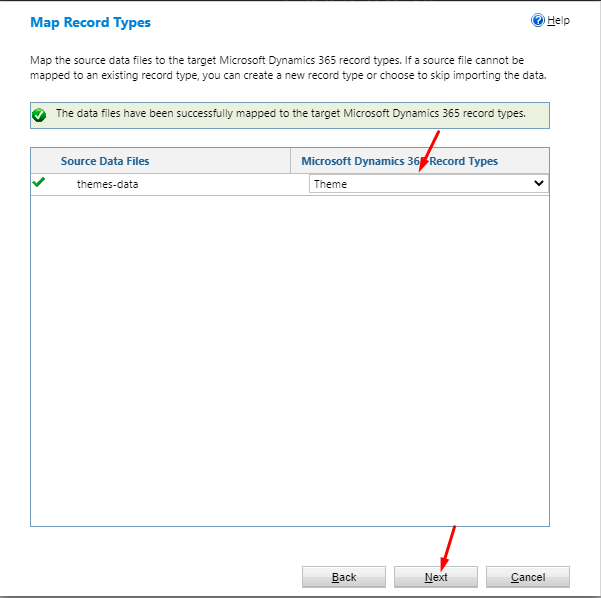 Map Record Types
Help
Map the source data files to the target Microsoft Dynamics 365 record types. If a source file cannot be
mapped to an existing record type, you can create a new record type or choose to skip importing the data.
The data files have been successfully mapped to the target Microsoft Dynamics 365 record types.
Source Data Files
Microsoft Dynamics 365 Record Types
themes-data
Theme
Back
Next
Cancel